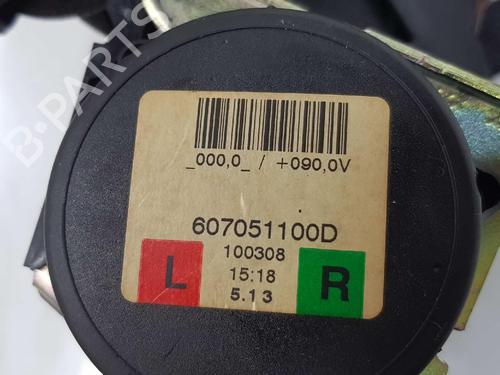 B-PARTS
_000,0_ / +090,0V
607051100D
100308
L 15:18 R
5.13